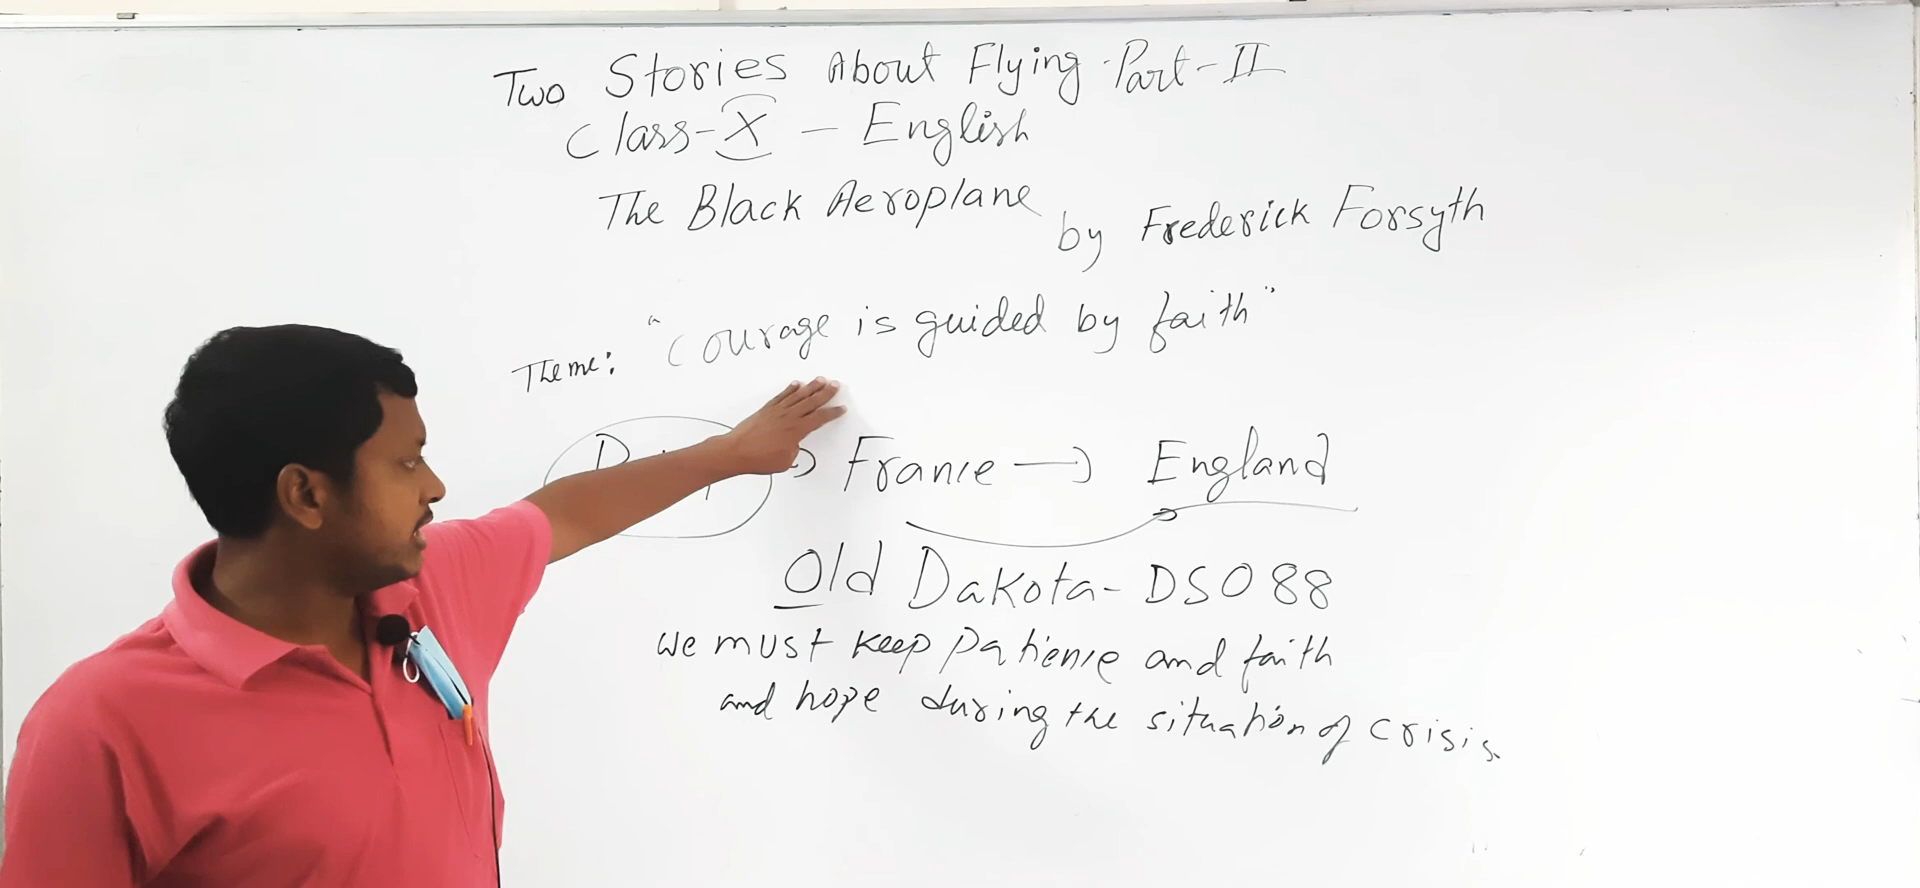 Two Stories About Flying - Part - II
Class - X - English
The Black Aeroplane
by Frederick Forsyth
Theme: "Courage is guided by faith"
France → England
Old Dakota - DS088
We must keep patience and faith
and hope during the situation of crisis.